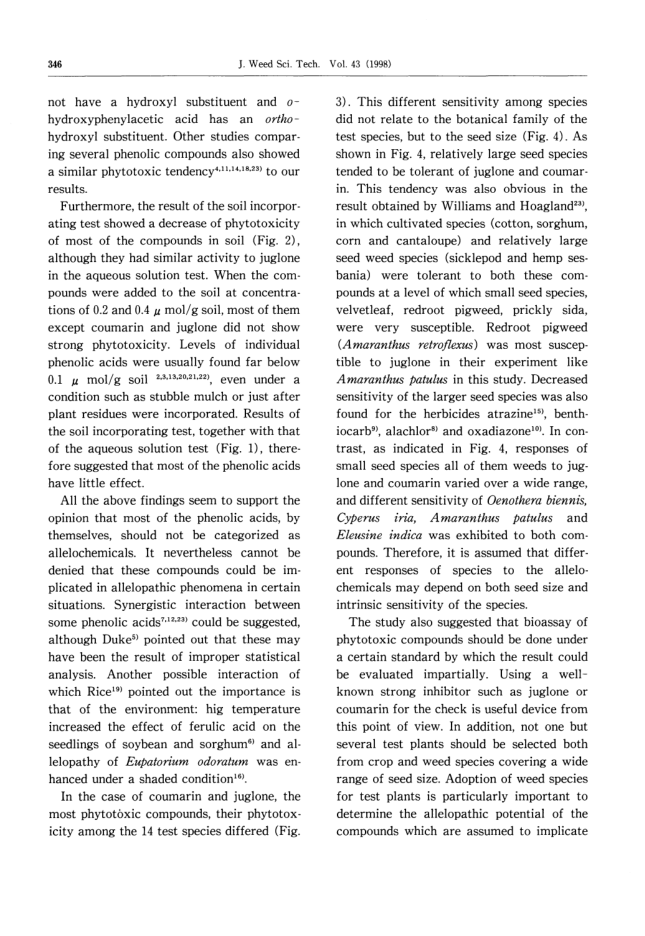 346
J. Weed Sci. Tech. Vol. 43 (1998)
not have a hydroxyl substituent and o-
hydroxyphenylacetic acid has an ortho-
hydroxyl substituent. Other studies compar-
ing several phenolic compounds also showed
a similar phytotoxic tendency4,11,14,18,23) to our
results.
Furthermore, the result of the soil incorpor-
ating test showed a decrease of phytotoxicity
of most of the compounds in soil (Fig. 2),
although they had similar activity to juglone
in the aqueous solution test. When the com-
pounds were added to the soil at concentra-
tions of 0.2 and 0.4 μ mol/g soil, most of them
except coumarin and juglone did not show
strong phytotoxicity. Levels of individual
phenolic acids were usually found far below
0.1 μ mol/g soil 2,3,13,20,21,22), even under a
condition such as stubble mulch or just after
plant residues were incorporated. Results of
the soil incorporating test, together with that
of the aqueous solution test (Fig. 1), there-
fore suggested that most of the phenolic acids
have little effect.
All the above findings seem to support the
opinion that most of the phenolic acids, by
themselves, should not be categorized as
allelochemicals. It nevertheless cannot be
denied that these compounds could be im-
plicated in allelopathic phenomena in certain
situations. Synergistic interaction between
some phenolic acids7,12,23) could be suggested,
although Duke5) pointed out that these may
have been the result of improper statistical
analysis. Another possible interaction of
which Rice19) pointed out the importance is
that of the environment: hig temperature
increased the effect of ferulic acid on the
seedlings of soybean and sorghum6) and al-
lelopathy of Eupatorium odoratum was en-
hanced under a shaded condition16).
In the case of coumarin and juglone, the
most phytotòxic compounds, their phytotox-
icity among the 14 test species differed (Fig.
3). This different sensitivity among species
did not relate to the botanical family of the
test species, but to the seed size (Fig. 4). As
shown in Fig. 4, relatively large seed species
tended to be tolerant of juglone and coumar-
in. This tendency was also obvious in the
result obtained by Williams and Hoagland23),
in which cultivated species (cotton, sorghum,
corn and cantaloupe) and relatively large
seed weed species (sicklepod and hemp ses-
bania) were tolerant to both these com-
pounds at a level of which small seed species,
velvetleaf, redroot pigweed, prickly sida,
were very susceptible. Redroot pigweed
(Amaranthus retroflexus) was most suscep-
tible to juglone in their experiment like
Amaranthus patulus in this study. Decreased
sensitivity of the larger seed species was also
found for the herbicides atrazine15), benth-
iocarb9), alachlor8) and oxadiazone10). In con-
trast, as indicated in Fig. 4, responses of
small seed species all of them weeds to jug-
lone and coumarin varied over a wide range,
and different sensitivity of Oenothera biennis,
Cyperus iria, Amaranthus patulus and
Eleusine indica was exhibited to both com-
pounds. Therefore, it is assumed that differ-
ent responses of species to the allelo-
chemicals may depend on both seed size and
intrinsic sensitivity of the species.
The study also suggested that bioassay of
phytotoxic compounds should be done under
a certain standard by which the result could
be evaluated impartially. Using a well-
known strong inhibitor such as juglone or
coumarin for the check is useful device from
this point of view. In addition, not one but
several test plants should be selected both
from crop and weed species covering a wide
range of seed size. Adoption of weed species
for test plants is particularly important to
determine the allelopathic potential of the
compounds which are assumed to implicate